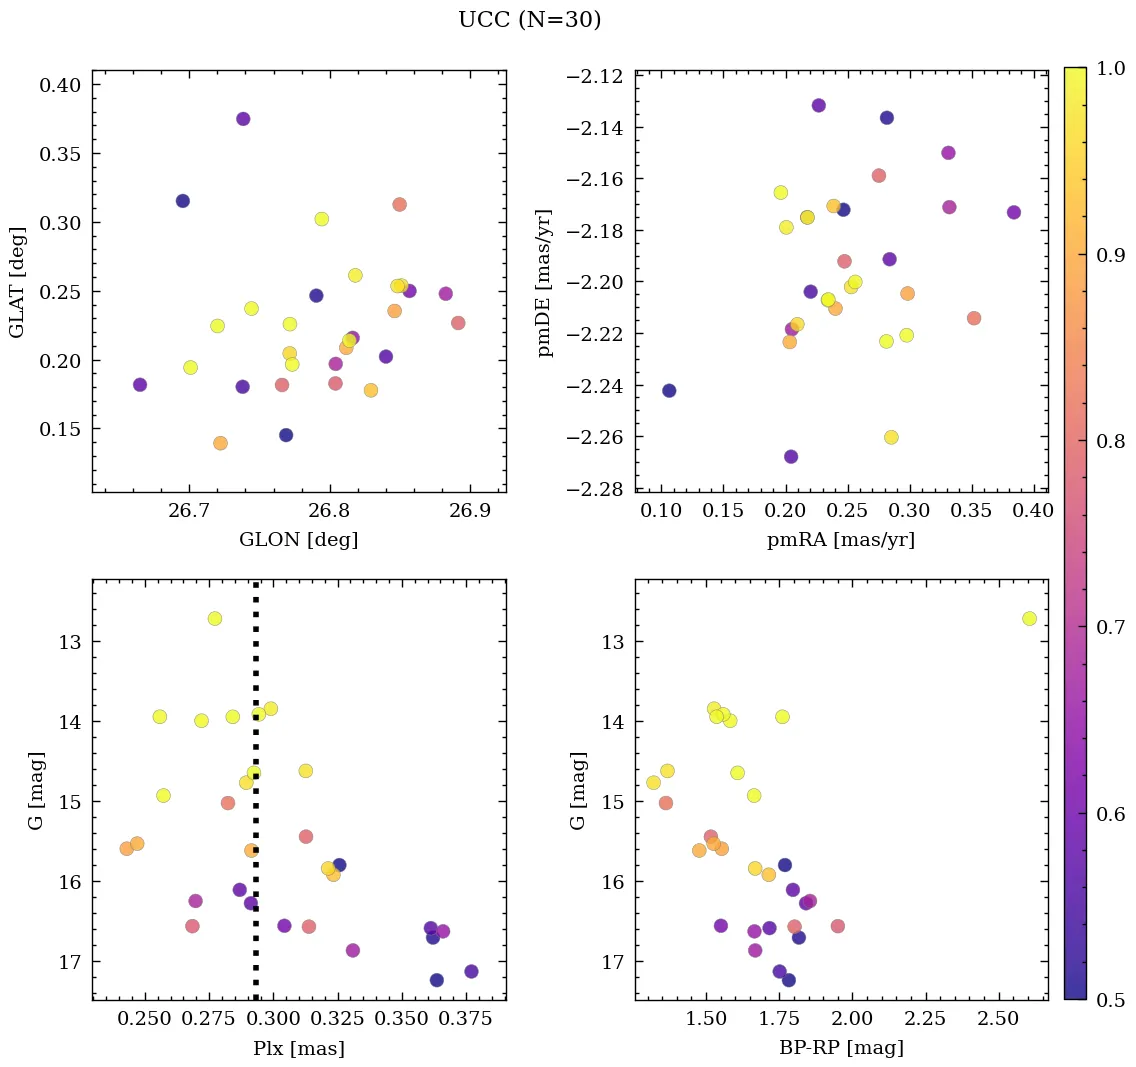 UCC (N=30)
0.40
0.35
0.30
0.25
0.20
0.15
GLAT [deg]
26.7 26.8 26.9
GLON [deg]
−2.12
−2.14
−2.16
−2.18
−2.20
−2.22
−2.24
−2.26
−2.28
pmDE [mas/yr]
0.10 0.15 0.20 0.25 0.30 0.35 0.40
pmRA [mas/yr]
13
14
15
16
17
G [mag]
0.250 0.275 0.300 0.325 0.350 0.375
Plx [mas]
13
14
15
16
17
G [mag]
1.50 1.75 2.00 2.25 2.50
BP-RP [mag]
1.0
0.9
0.8
0.7
0.6
0.5